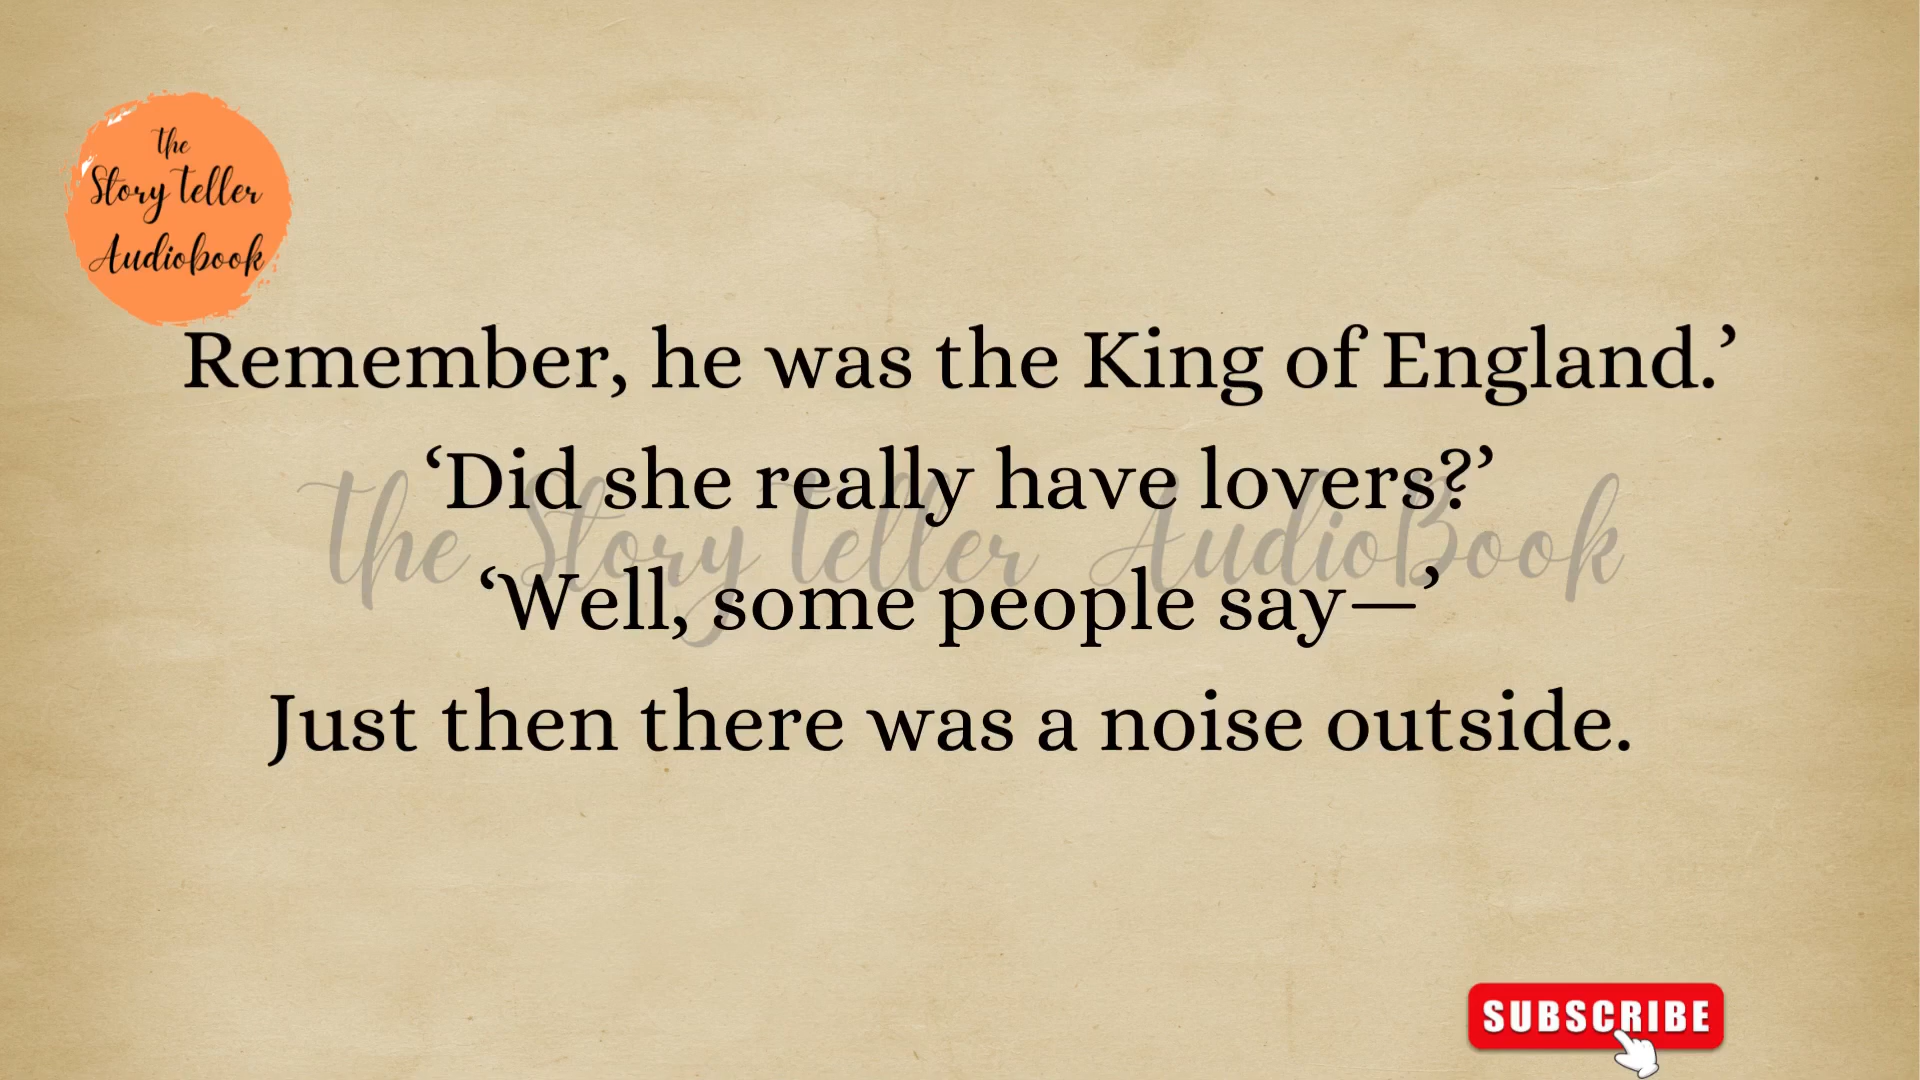 the
Story teller
Audiobook
Remember, he was the King of England.’
‘Did she really have lovers?’
the Story teller AudioBook
‘Well, some people say—’
Just then there was a noise outside.
SUBSCRIBE